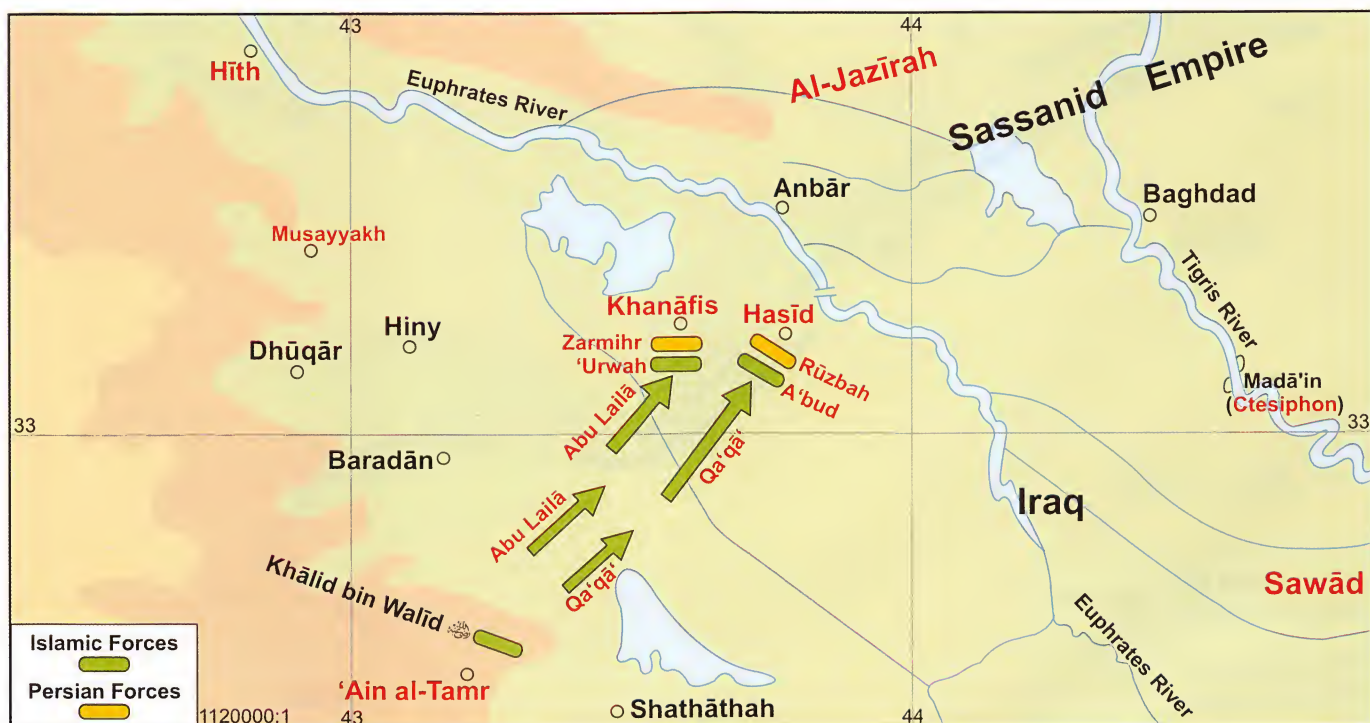 43
44
Hīth
Euphrates River
Al-Jazīrah
Sassanid Empire
Anbār
Baghdad
Musayyakh
Tigris River
Khanāfis
Hasīd
Hiny
Dhūqār
Zarmihr
‘Urwah
Rūzbah
A‘bud
Madā'in
(Ctesiphon)
Abu Lailā
Qa‘qā‘
33
33
Baradān
Iraq
Abu Lailā
Qa‘qā‘
Khālid bin Walīd
Sawād
Euphrates River
‘Ain al-Tamr
Shathāthah
Islamic Forces
Persian Forces
1120000:1
43
44